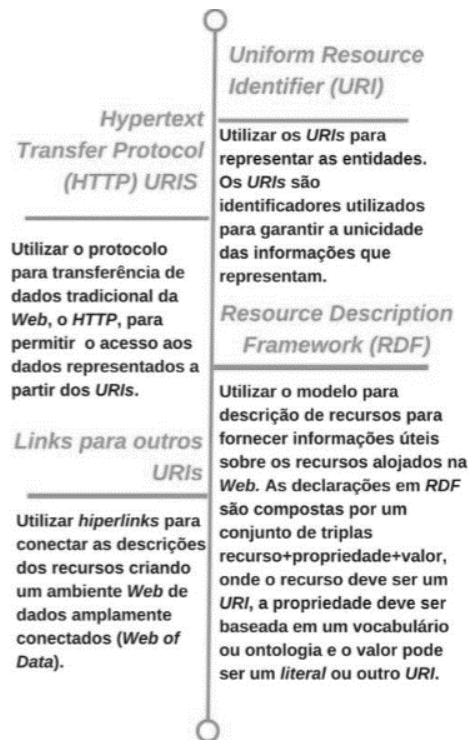 Uniform Resource
Identifier (URI)
Utilizar os URIs para
representar as entidades.
Os URIs são
identificadores utilizados
para garantir a unicidade
das informações que
representam.
Hypertext
Transfer Protocol
(HTTP) URIS
Utilizar o protocolo
para transferência de
dados tradicional da
Web, o HTTP, para
permitir o acesso aos
dados representados a
partir dos URIs.
Resource Description
Framework (RDF)
Utilizar o modelo para
descrição de recursos para
fornecer informações úteis
sobre os recursos alojados na
Web. As declarações em RDF
são compostas por um
conjunto de triplas
recurso+propriedade+valor,
onde o recurso deve ser um
URI, a propriedade deve ser
baseada em um vocabulário
ou ontologia e o valor pode
ser um literal ou outro URI.
Links para outros
URIs
Utilizar hiperlinks para
conectar as descrições
dos recursos criando
um ambiente Web de
dados amplamente
conectados (Web of
Data).